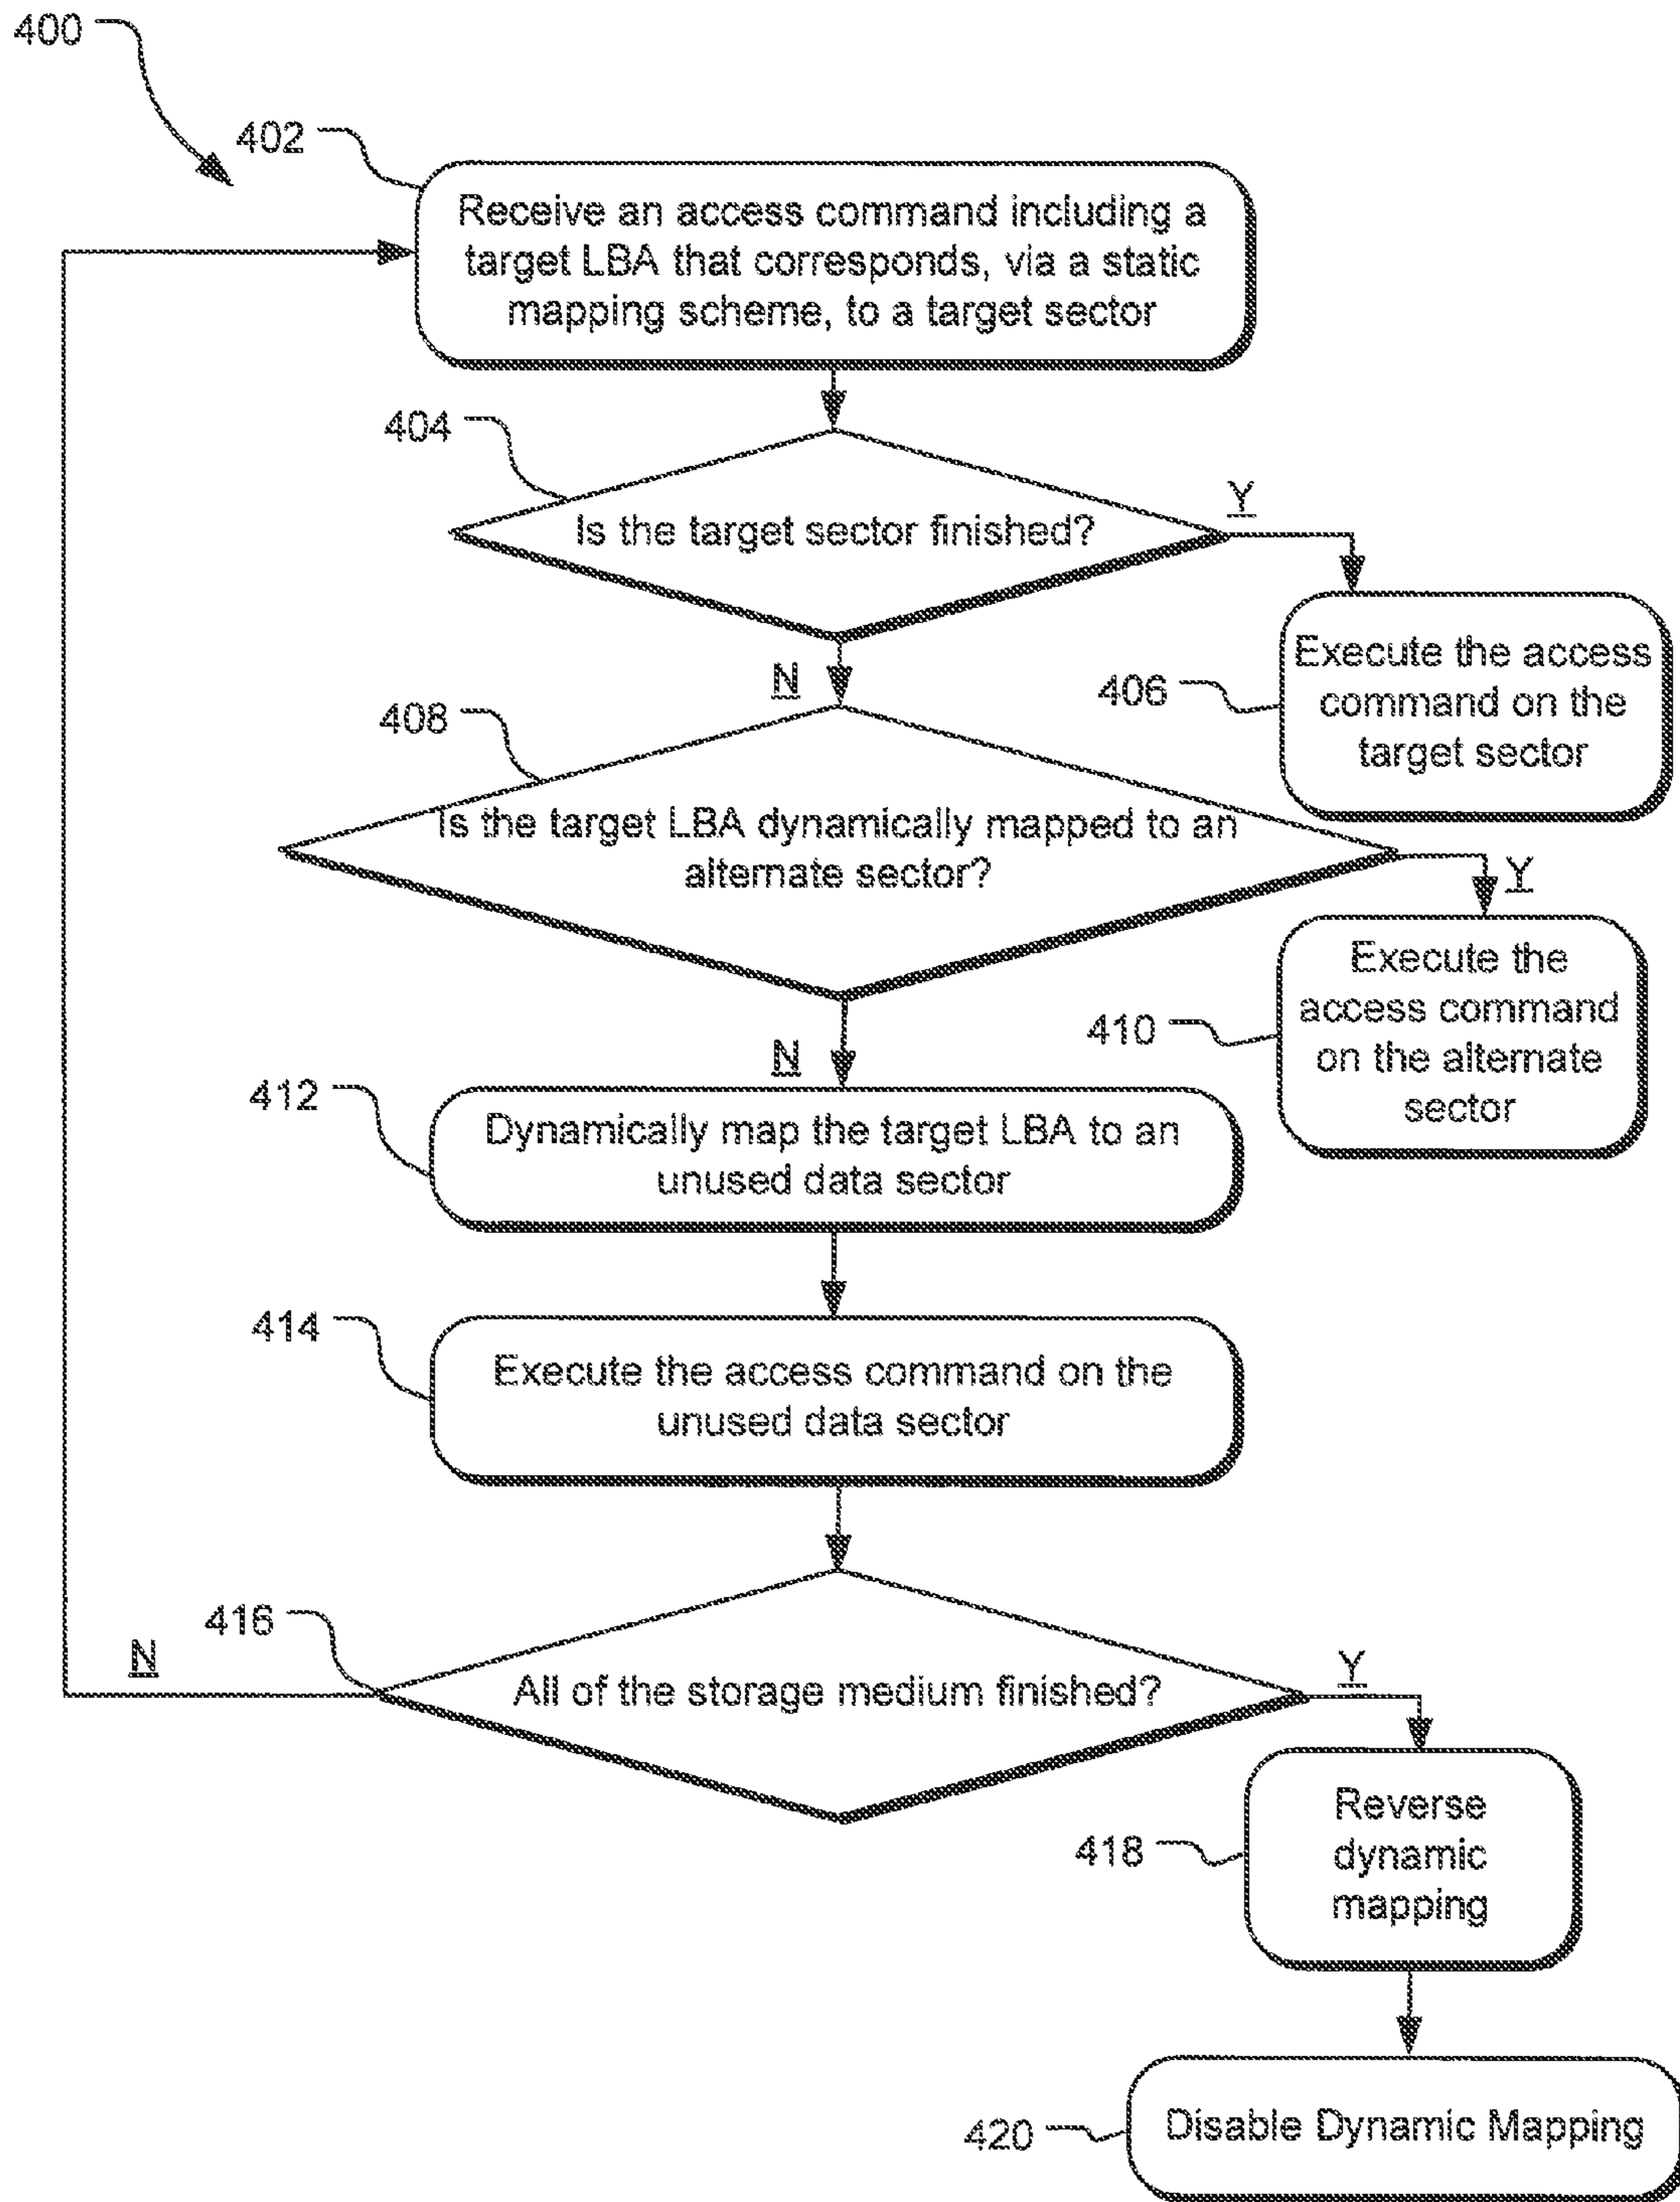 400
402
Receive an access command including a
target LBA that corresponds, via a static
mapping scheme, to a target sector
404
Is the target sector finished?
Y
N
406
Execute the access
command on the
target sector
408
Is the target LBA dynamically mapped to an
alternate sector?
Y
N
410
Execute the
access command
on the alternate
sector
412
Dynamically map the target LBA to an
unused data sector
414
Execute the access command on the
unused data sector
416
N
All of the storage medium finished?
Y
418
Reverse
dynamic
mapping
420
Disable Dynamic Mapping